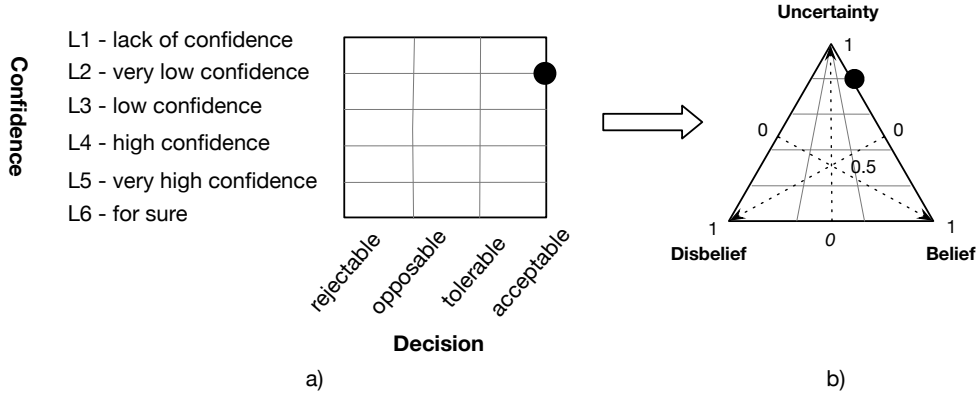 Confidence
L1 - lack of confidence
L2 - very low confidence
L3 - low confidence
L4 - high confidence
L5 - very high confidence
L6 - for sure
rejectable
opposable
tolerable
acceptable
Decision
a)
Uncertainty
1
0
0
0.5
1
1
0
Disbelief
Belief
b)